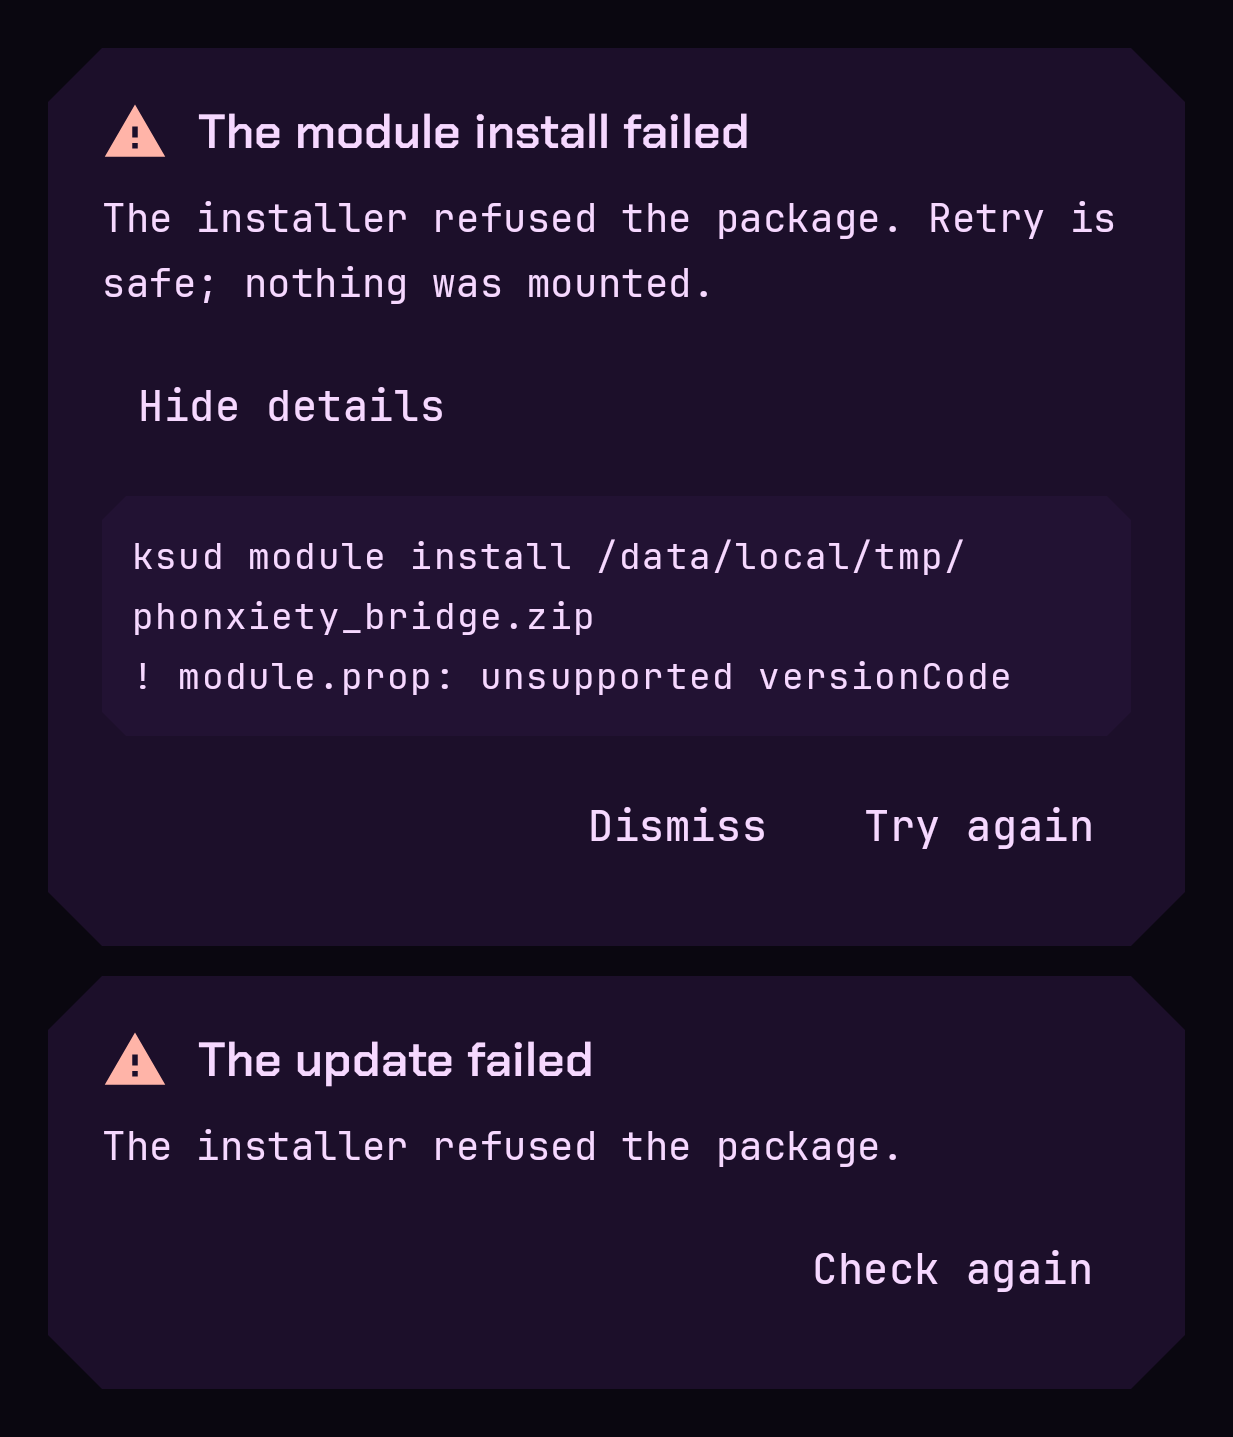 The module install failed
The installer refused the package. Retry is
safe; nothing was mounted.
Hide details
ksud module install /data/local/tmp/
phonxiety_bridge.zip
! module.prop: unsupported versionCode
Dismiss Try again
The update failed
The installer refused the package.
Check again